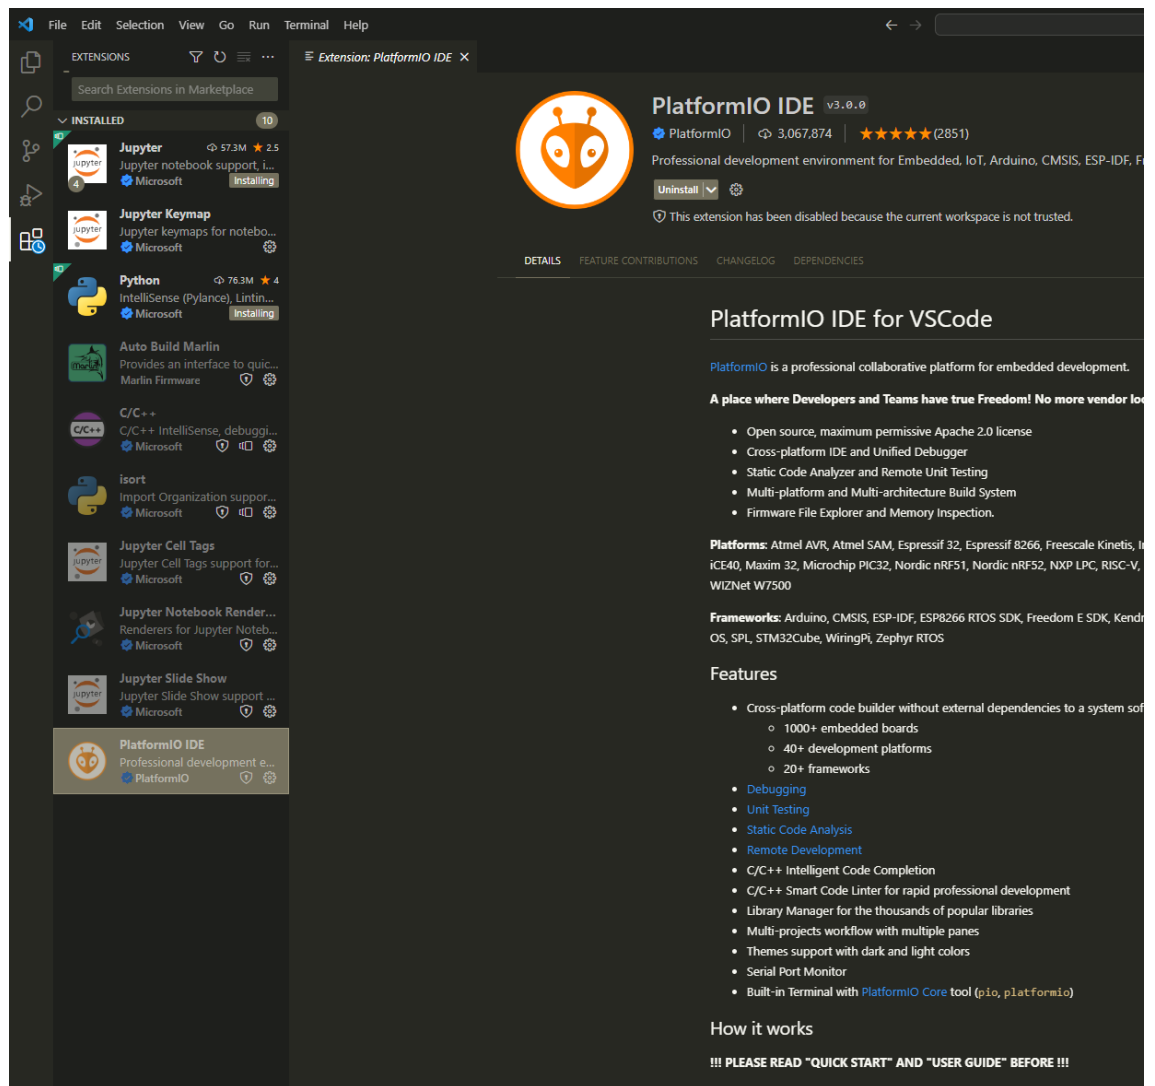 File Edit Selection View Go Run Terminal Help
EXTENSIONS
Search Extensions in Marketplace
INSTALLED 10
Jupyter 57.3M 2.5
Jupyter notebook support, i...
Microsoft Installing
4
Jupyter Keymap
Jupyter keymaps for notebo...
Microsoft
Python 76.3M 4
IntelliSense (Pylance), Lintin...
Microsoft Installing
Auto Build Marlin
Provides an interface to quic...
Marlin Firmware
C/C++
C/C++ IntelliSense, debuggi...
Microsoft
isort
Import Organization suppor...
Microsoft
Jupyter Cell Tags
Jupyter Cell Tags support for...
Microsoft
Jupyter Notebook Render...
Renderers for Jupyter Noteb...
Microsoft
Jupyter Slide Show
Jupyter Slide Show support ...
Microsoft
PlatformIO IDE
Professional development e...
PlatformIO
Extension: PlatformIO IDE
PlatformIO IDE v3.0.0
PlatformIO 3,067,874 (2851)
Professional development environment for Embedded, IoT, Arduino, CMSIS, ESP-IDF,
Uninstall
This extension has been disabled because the current workspace is not trusted.
DETAILS FEATURE CONTRIBUTIONS CHANGELOG DEPENDENCIES
PlatformIO IDE for VSCode
PlatformIO is a professional collaborative platform for embedded development.
A place where Developers and Teams have true Freedom! No more vendor
Open source, maximum permissive Apache 2.0 license
Cross-platform IDE and Unified Debugger
Static Code Analyzer and Remote Unit Testing
Multi-platform and Multi-architecture Build System
Firmware File Explorer and Memory Inspection.
Platforms: Atmel AVR, Atmel SAM, Espressif 32, Espressif 8266, Freescale Kinetis,
iCE40, Maxim 32, Microchip PIC32, Nordic nRF51, Nordic nRF52, NXP LPC, RISC-V,
WIZNet W7500
Frameworks: Arduino, CMSIS, ESP-IDF, ESP8266 RTOS SDK, Freedom E SDK,
OS, SPL, STM32Cube, WiringPi, Zephyr RTOS
Features
Cross-platform code builder without external dependencies to a system
1000+ embedded boards
40+ development platforms
20+ frameworks
Debugging
Unit Testing
Static Code Analysis
Remote Development
C/C++ Intelligent Code Completion
C/C++ Smart Code Linter for rapid professional development
Library Manager for the thousands of popular libraries
Multi-projects workflow with multiple panes
Themes support with dark and light colors
Serial Port Monitor
Built-in Terminal with PlatformIO Core tool (pio, platformio)
How it works
!!! PLEASE READ "QUICK START" AND "USER GUIDE" BEFORE !!!